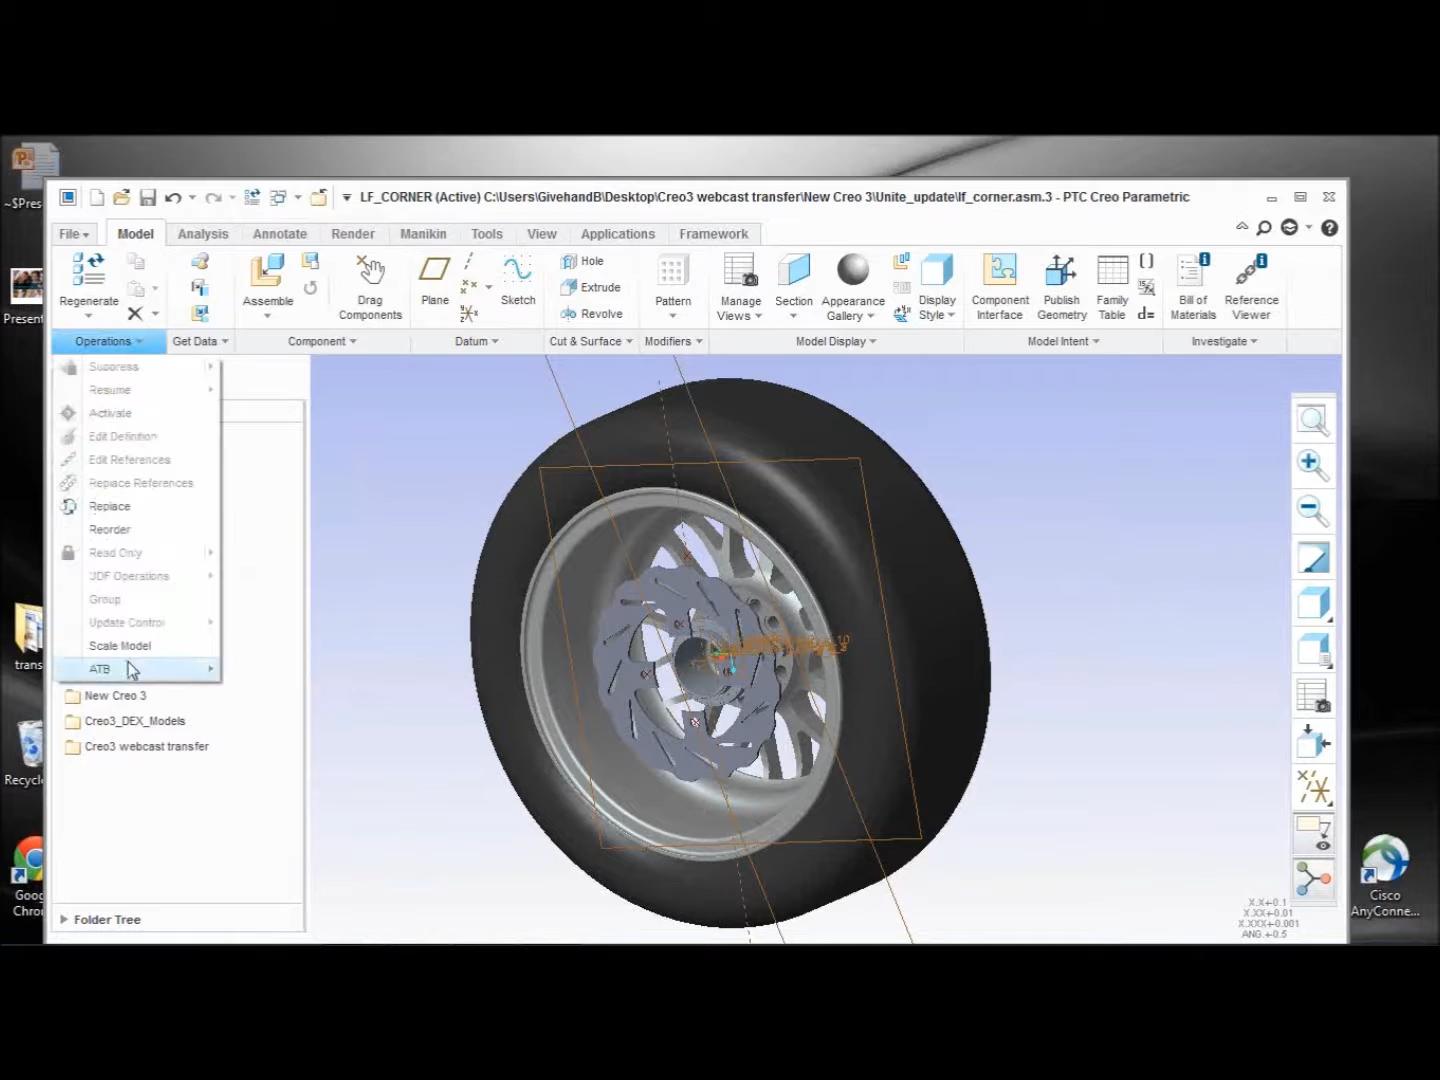 ~$Pres
LF_CORNER (Active) C:\Users\GivehandB\Desktop\Creo3 webcast transfer\New Creo 3\Unite_update\lf_corner.asm.3 - PTC Creo Parametric
File
Model
Analysis
Annotate
Render
Manikin
Tools
View
Applications
Framework
Regenerate
Assemble
Drag
Components
Plane
Sketch
Hole
Extrude
Revolve
Pattern
Manage
Views
Section
Appearance
Gallery
Display
Style
Component
Interface
Publish
Geometry
Family
Table
d=
Bill of
Materials
Reference
Viewer
Present
Operations
Get Data
Component
Datum
Cut & Surface
Modifiers
Model Display
Model Intent
Investigate
Suppress
Resume
Activate
Edit Definition
Edit References
Replace References
Replace
Reorder
Read Only
UDF Operations
Group
Update Control
Scale Model
ATB
New Creo 3
Creo3_DEX_Models
Creo3 webcast transfer
Folder Tree
trans
Recycl
Goo
Chro
X.X+-0.1
X.XX+-0.01
X.XXX+-0.001
ANG.+-0.5
Cisco
AnyConne...